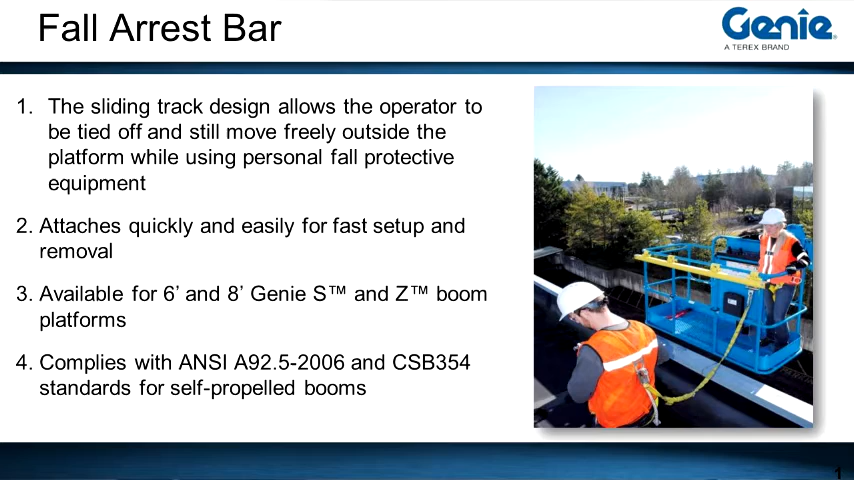 Fall Arrest Bar
Genie
A TEREX BRAND
1. The sliding track design allows the operator to
be tied off and still move freely outside the
platform while using personal fall protective
equipment
2. Attaches quickly and easily for fast setup and
removal
3. Available for 6’ and 8’ Genie S™ and Z™ boom
platforms
4. Complies with ANSI A92.5-2006 and CSB354
standards for self-propelled booms
1